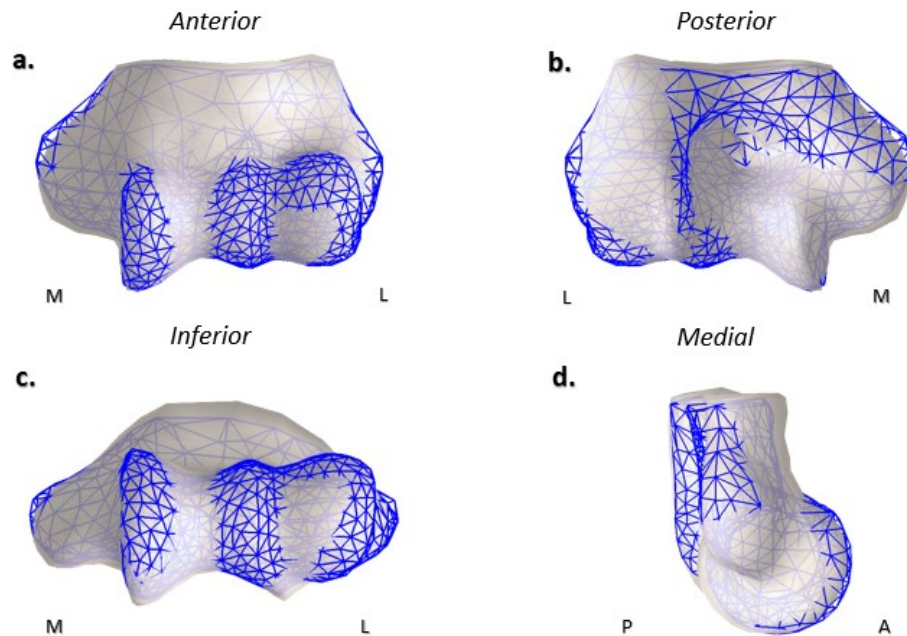 Anterior
Posterior
a.
b.
M
L
L
M
Inferior
Medial
c.
d.
M
L
P
A